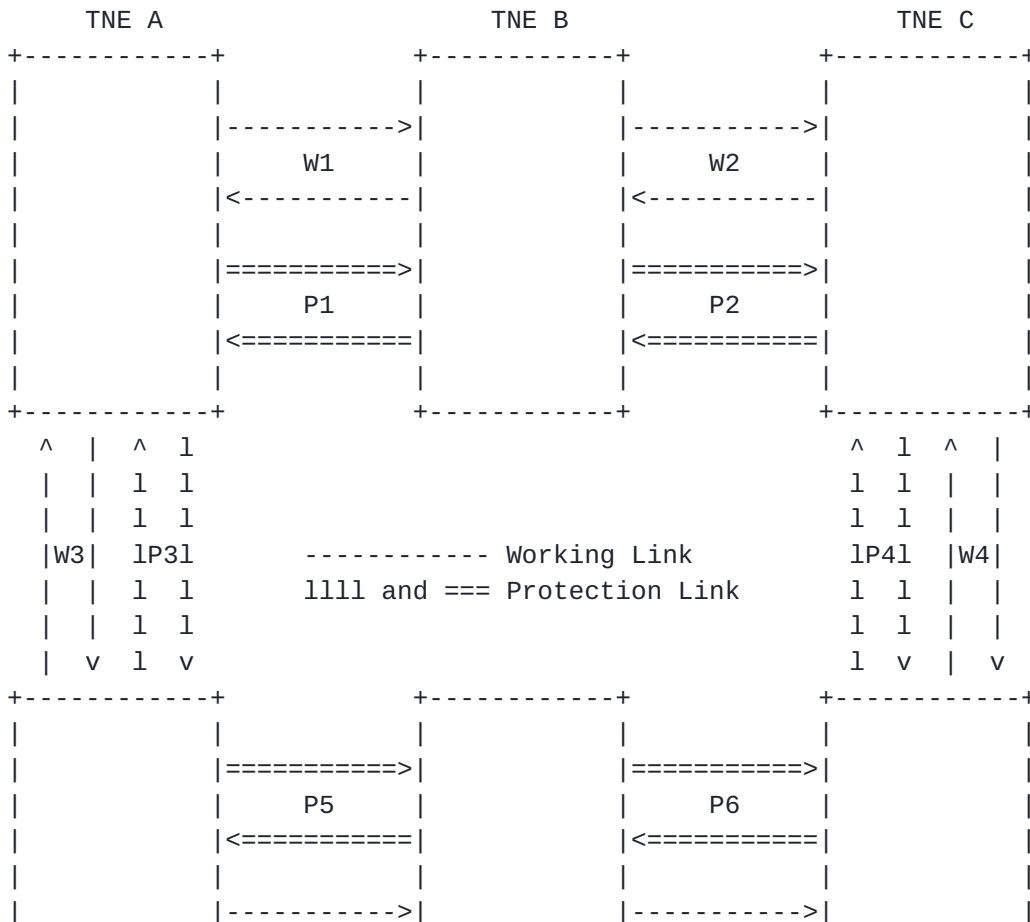 TNE A                      TNE B                     TNE C
+------------+            +------------+            +------------+
|            |            |            |            |            |
|            |----------->|            |----------->|            |
|            |     W1     |            |     W2     |            |
|            |<-----------|            |<-----------|            |
|            |            |            |            |            |
|            |===========>|            |===========>|            |
|            |     P1     |            |     P2     |            |
|            |<===========|            |<===========|            |
|            |            |            |            |            |
+------------+            +------------+            +------------+
  ^  |  ^  l                                          ^  l  ^  |
  |  |  l  l                                          l  l  |  |
  |  |  l  l                                          l  l  |  |
  |W3|  lP3l       ------------ Working Link          lP4l  |W4|
  |  |  l  l       llll and === Protection Link       l  l  |  |
  |  |  l  l                                          l  l  |  |
  |  v  l  v                                          l  v  |  v
+------------+            +------------+            +------------+
|            |            |            |            |            |
|            |===========>|            |===========>|            |
|            |     P5     |            |     P6     |            |
|            |<===========|            |<===========|            |
|            |            |            |            |            |
|            |----------->|            |----------->|            |